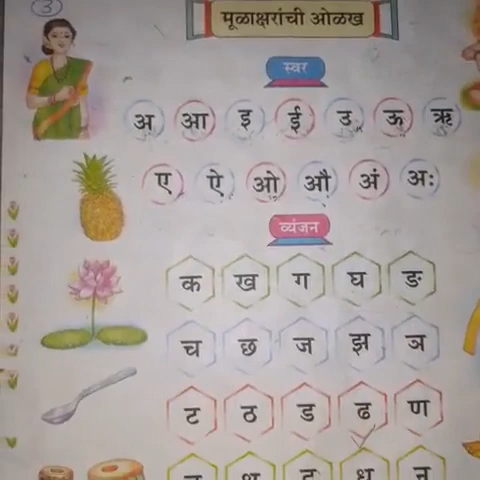 3
मूळाक्षरांची ओळख
स्वर
अ आ इ ई उ ऊ ऋ
ए ऐ ओ औ अं अः
व्यंजन
क ख ग घ ङ
च छ ज झ ञ
ट ठ ड ढ ण
त थ द ध न